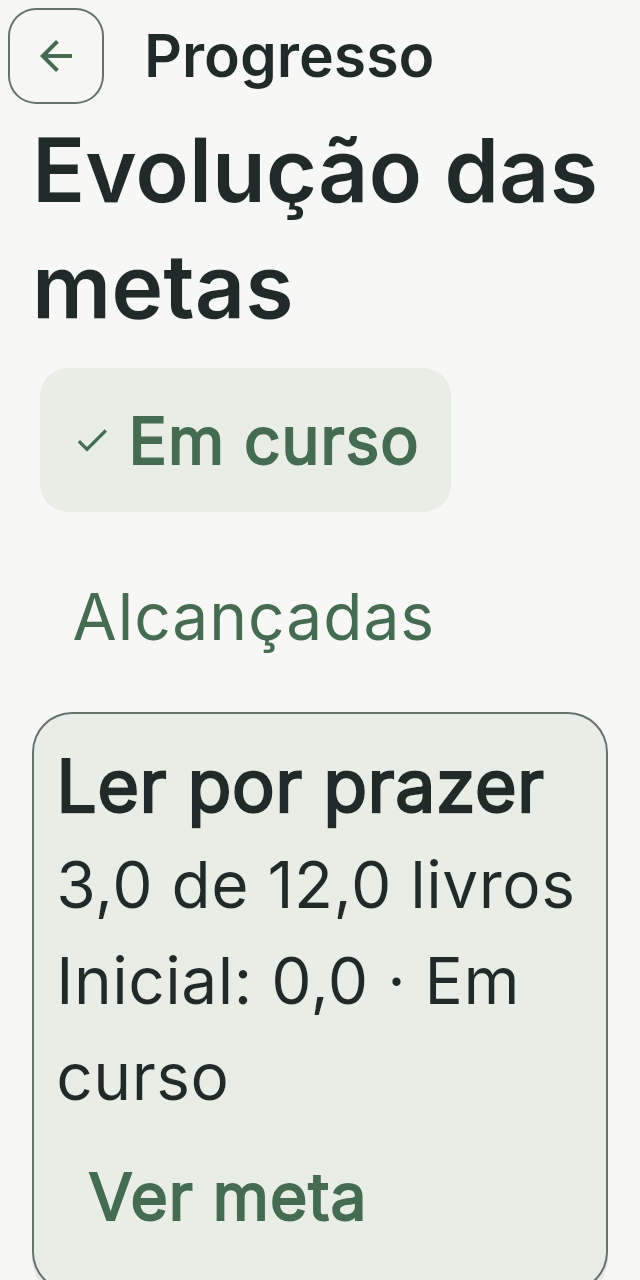 Progresso
Evolução das
metas
Em curso
Alcançadas
Ler por prazer
3,0 de 12,0 livros
Inicial: 0,0 · Em
curso
Ver meta